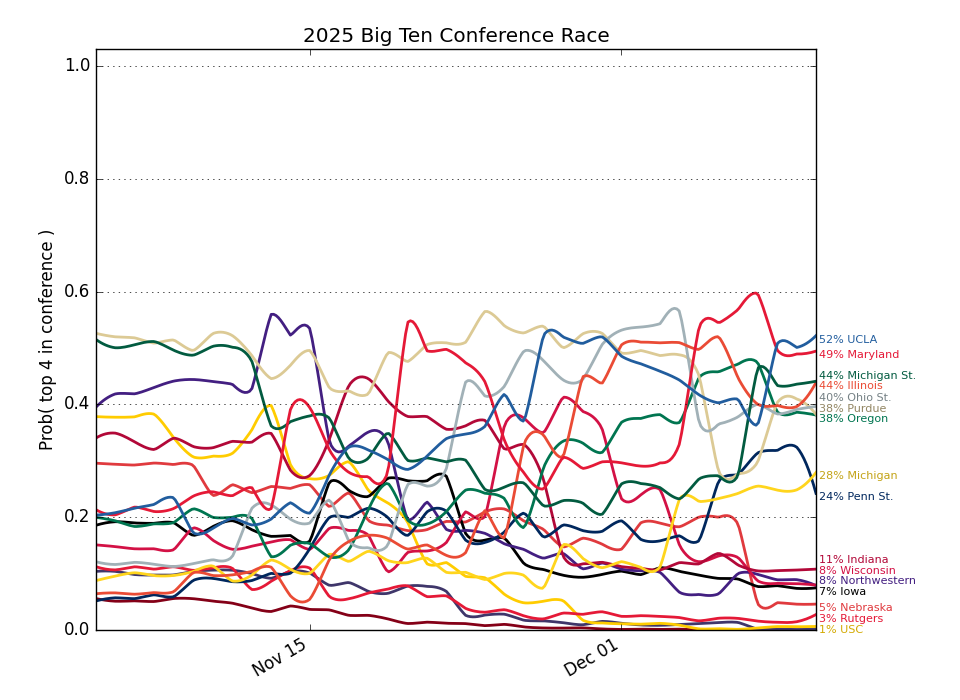 2025 Big Ten Conference Race
Prob( top 4 in conference )
1.0
0.8
0.6
0.4
0.2
0.0
Nov 15
Dec 01
52% UCLA
49% Maryland
44% Michigan St.
44% Illinois
40% Ohio St.
38% Purdue
38% Oregon
28% Michigan
24% Penn St.
11% Indiana
8% Wisconsin
8% Northwestern
7% Iowa
5% Nebraska
3% Rutgers
1% USC